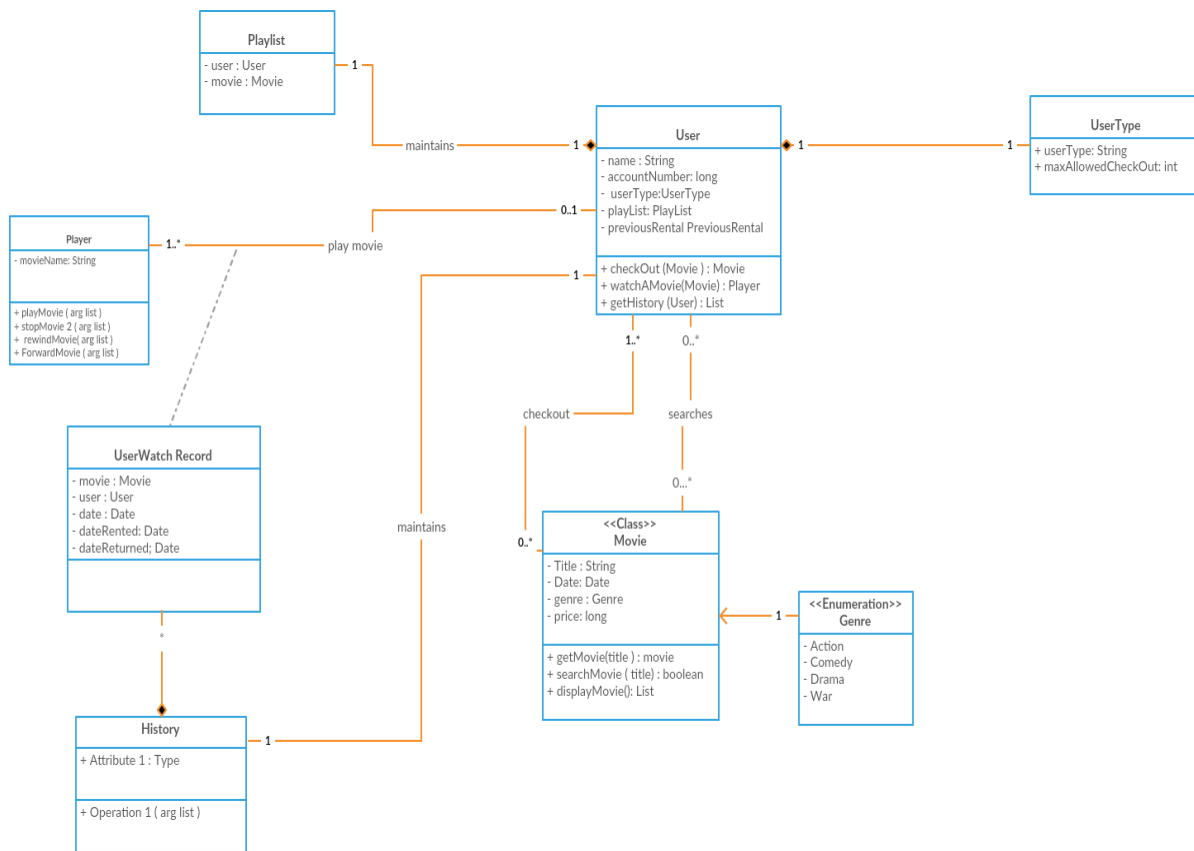 Playlist
- user : User
- movie : Movie
1
maintains
1
User
- name : String
- accountNumber: long
- userType:UserType
- playList: PlayList
- previousRental PreviousRental
+ checkOut (Movie ) : Movie
+ watchAMovie(Movie) : Player
+ getHistory (User) : List
1
1
UserType
+ userType: String
+ maxAllowedCheckOut: int
Player
- movieName: String
+ playMovie ( arg list )
+ stopMovie 2 ( arg list )
+ rewindMovie( arg list )
+ ForwardMovie ( arg list )
1..*
play movie
0..1
1
1..*
0..*
checkout
searches
0..*
0...*
UserWatch Record
- movie : Movie
- user : User
- date : Date
- dateRented: Date
- dateReturned; Date
*
maintains
<<Class>>
Movie
- Title : String
- Date: Date
- genre : Genre
- price: long
+ getMovie(title ) : movie
+ searchMovie ( title) : boolean
+ displayMovie(): List
1
<<Enumeration>>
Genre
- Action
- Comedy
- Drama
- War
History
+ Attribute 1 : Type
+ Operation 1 ( arg list )
1